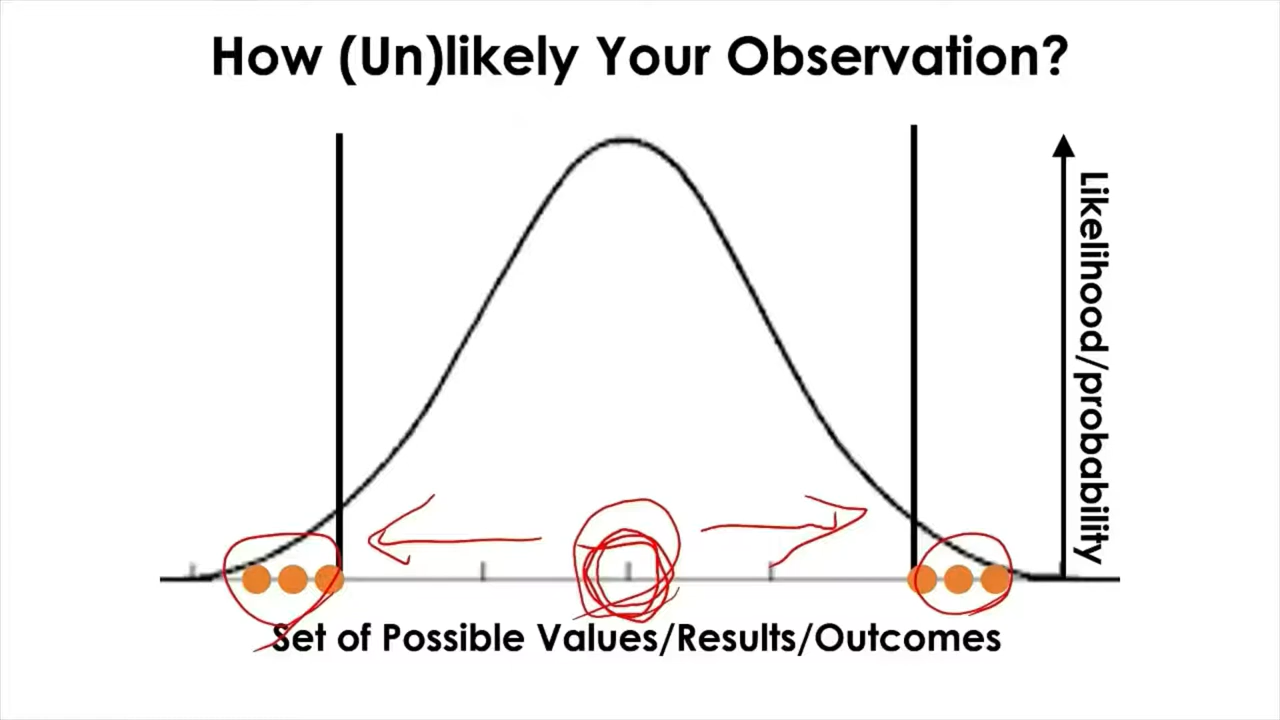 How (Un)likely Your Observation?
Likelihood/probability
Set of Possible Values/Results/Outcomes